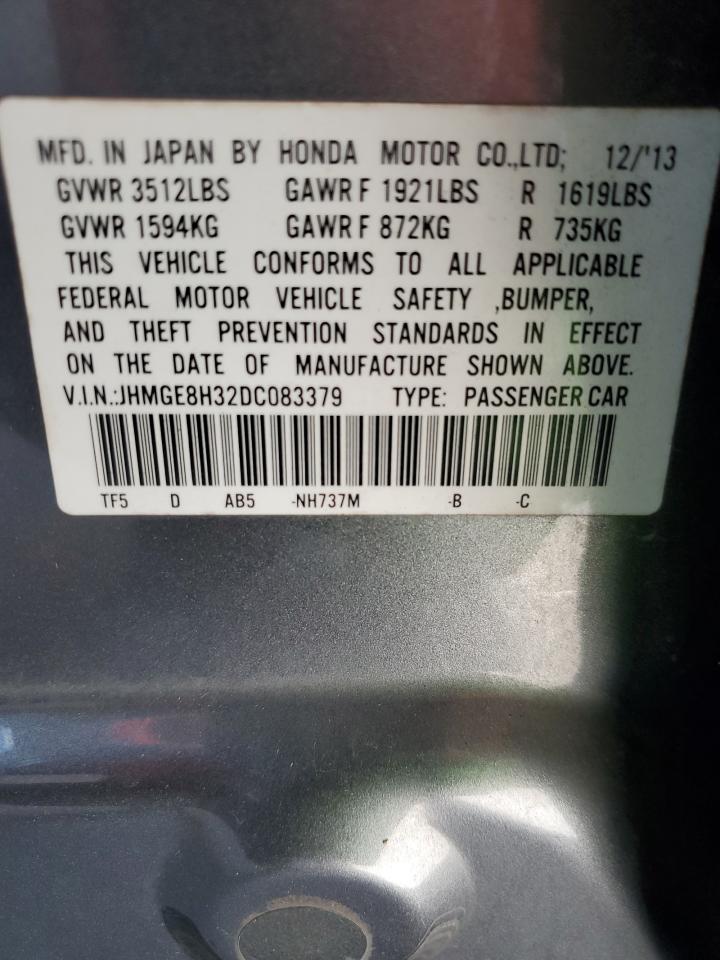 MFD. IN JAPAN BY HONDA MOTOR CO.,LTD; 12/'13
GVWR 3512LBS GAWR F 1921LBS R 1619LBS
GVWR 1594KG GAWR F 872KG R 735KG
THIS VEHICLE CONFORMS TO ALL APPLICABLE
FEDERAL MOTOR VEHICLE SAFETY ,BUMPER,
AND THEFT PREVENTION STANDARDS IN EFFECT
ON THE DATE OF MANUFACTURE SHOWN ABOVE.
V.I.N.:JHMGE8H32DC083379 TYPE: PASSENGER CAR
TF5 D AB5 -NH737M -B -C